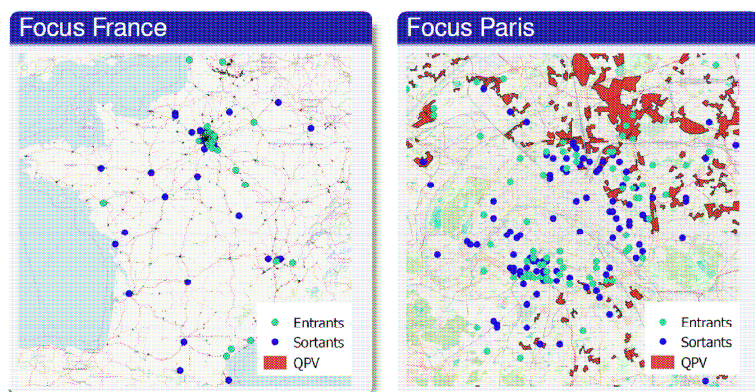 Focus France
Entrants
Sortants
QPV
Focus Paris
Entrants
Sortants
QPV